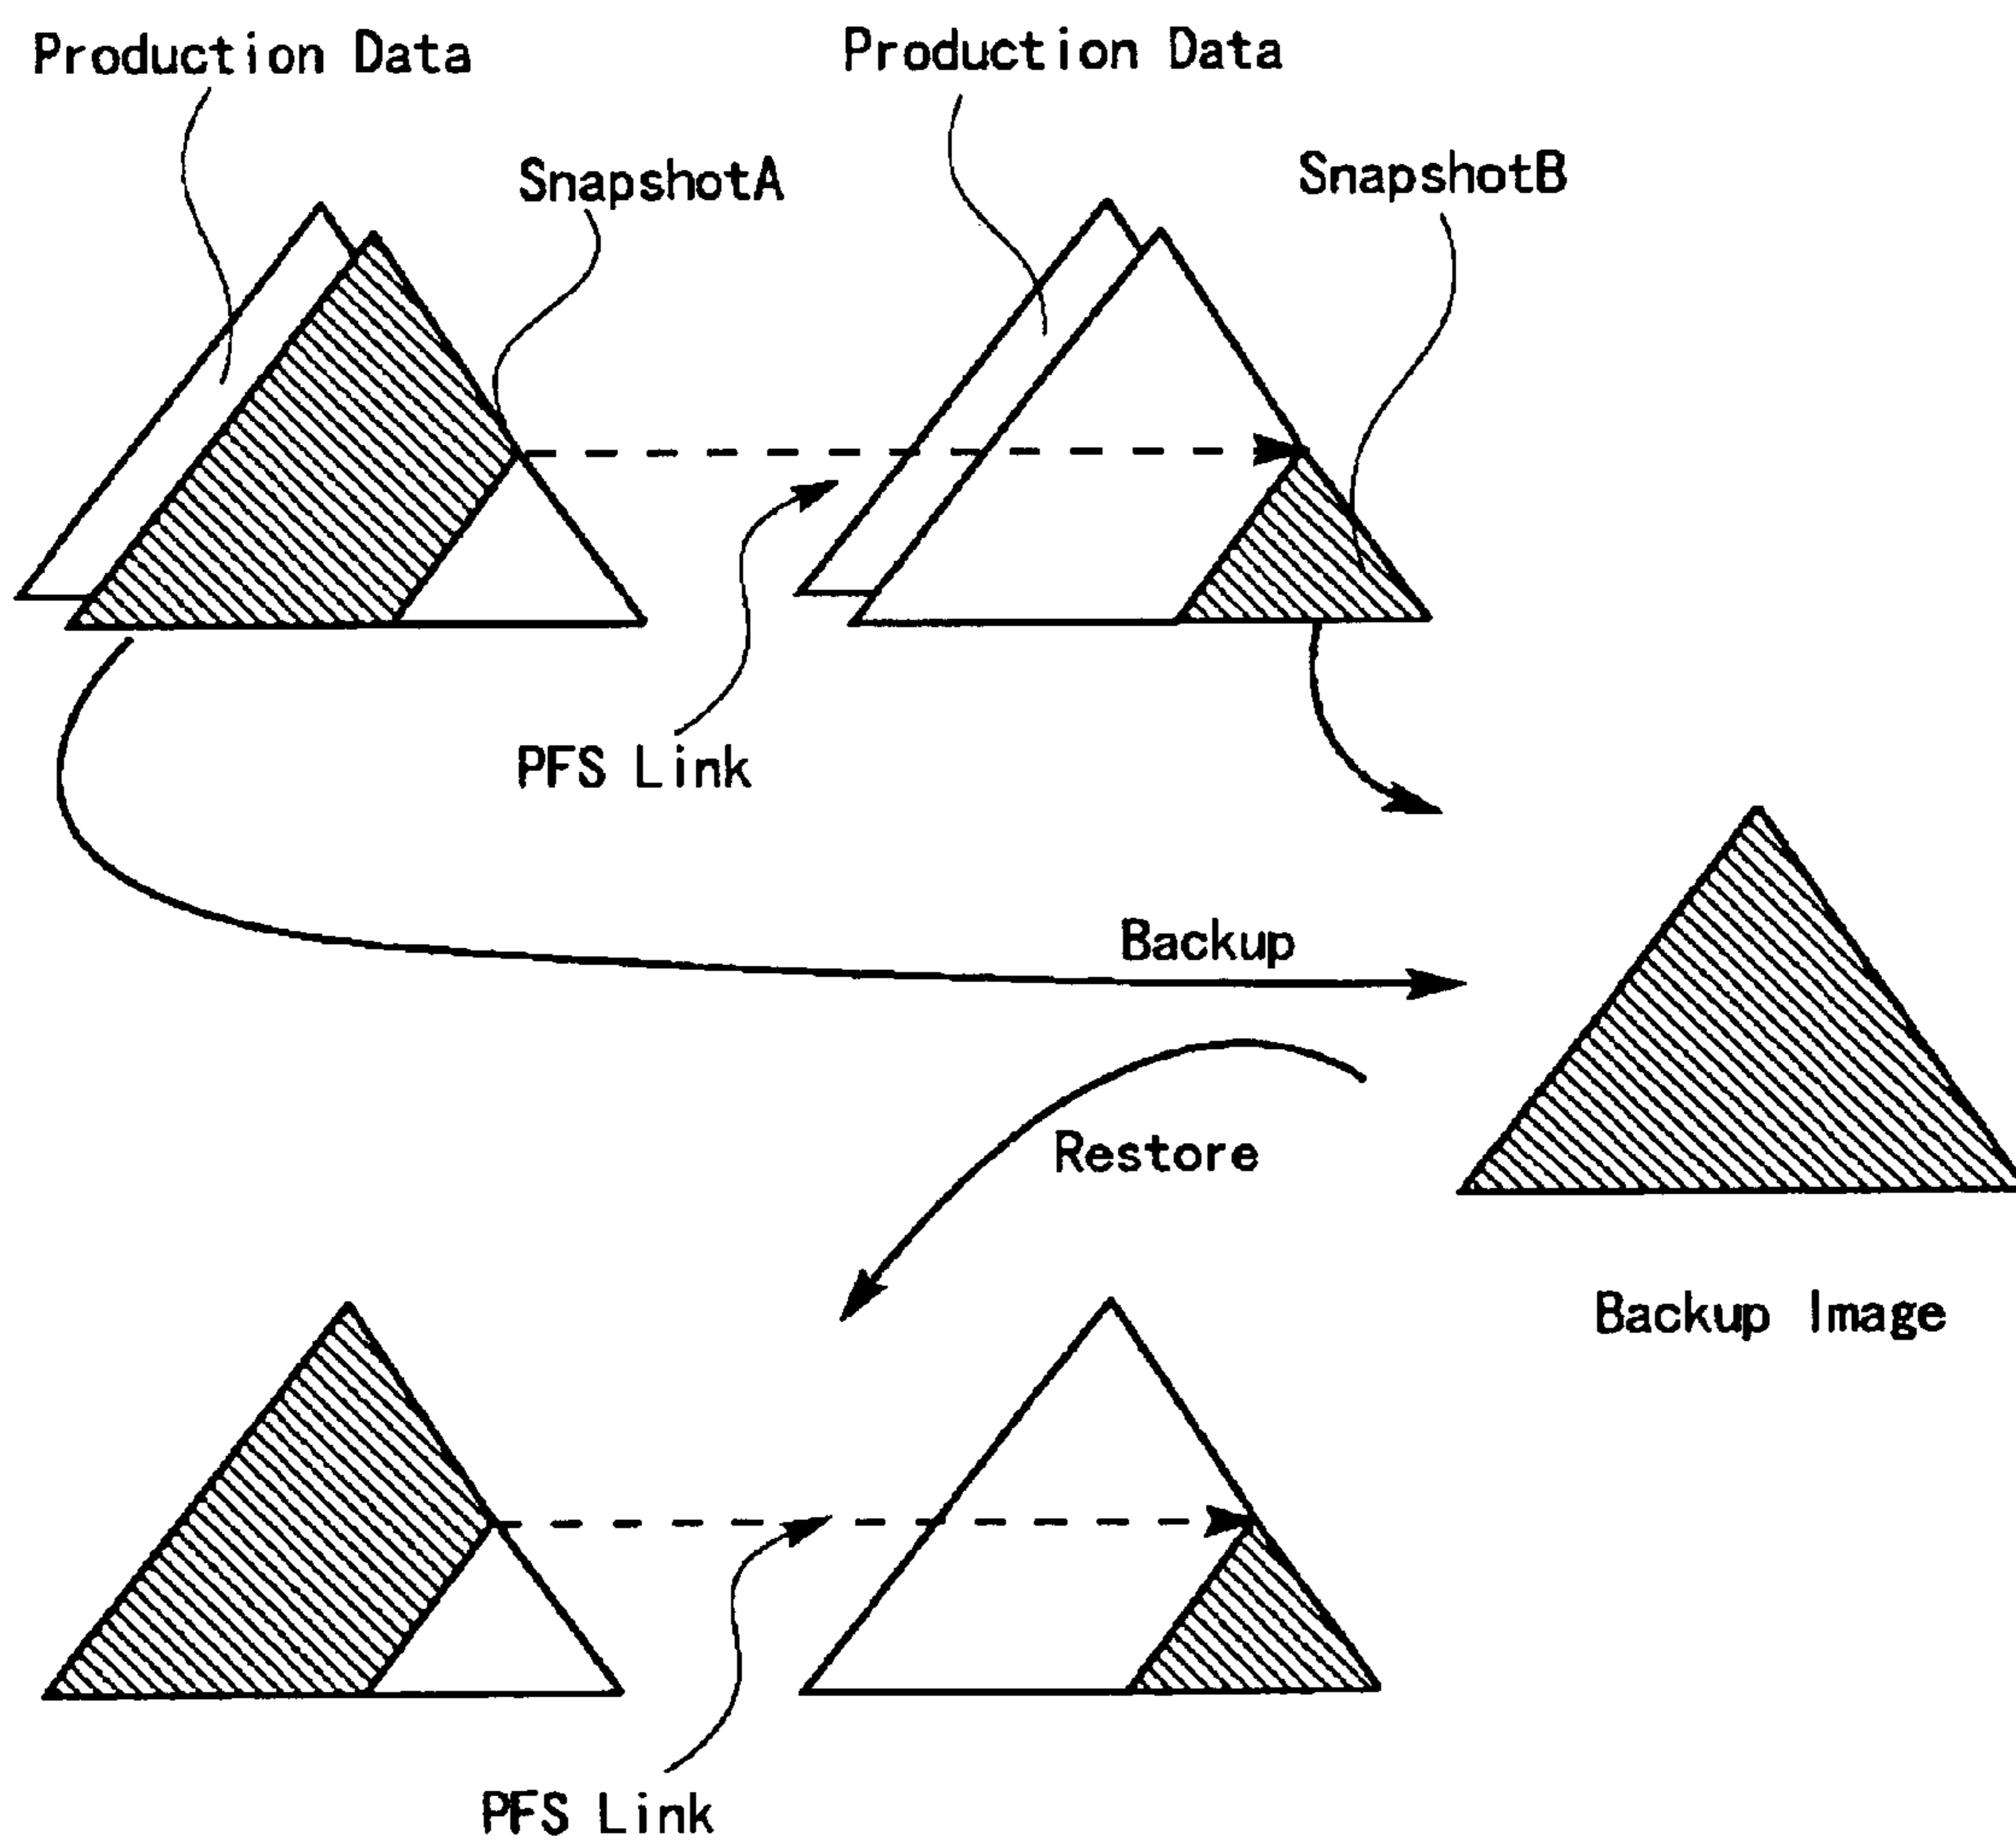 Production Data
Production Data
SnapshotA
SnapshotB
PFS Link
Backup
Restore
Backup Image
PFS Link